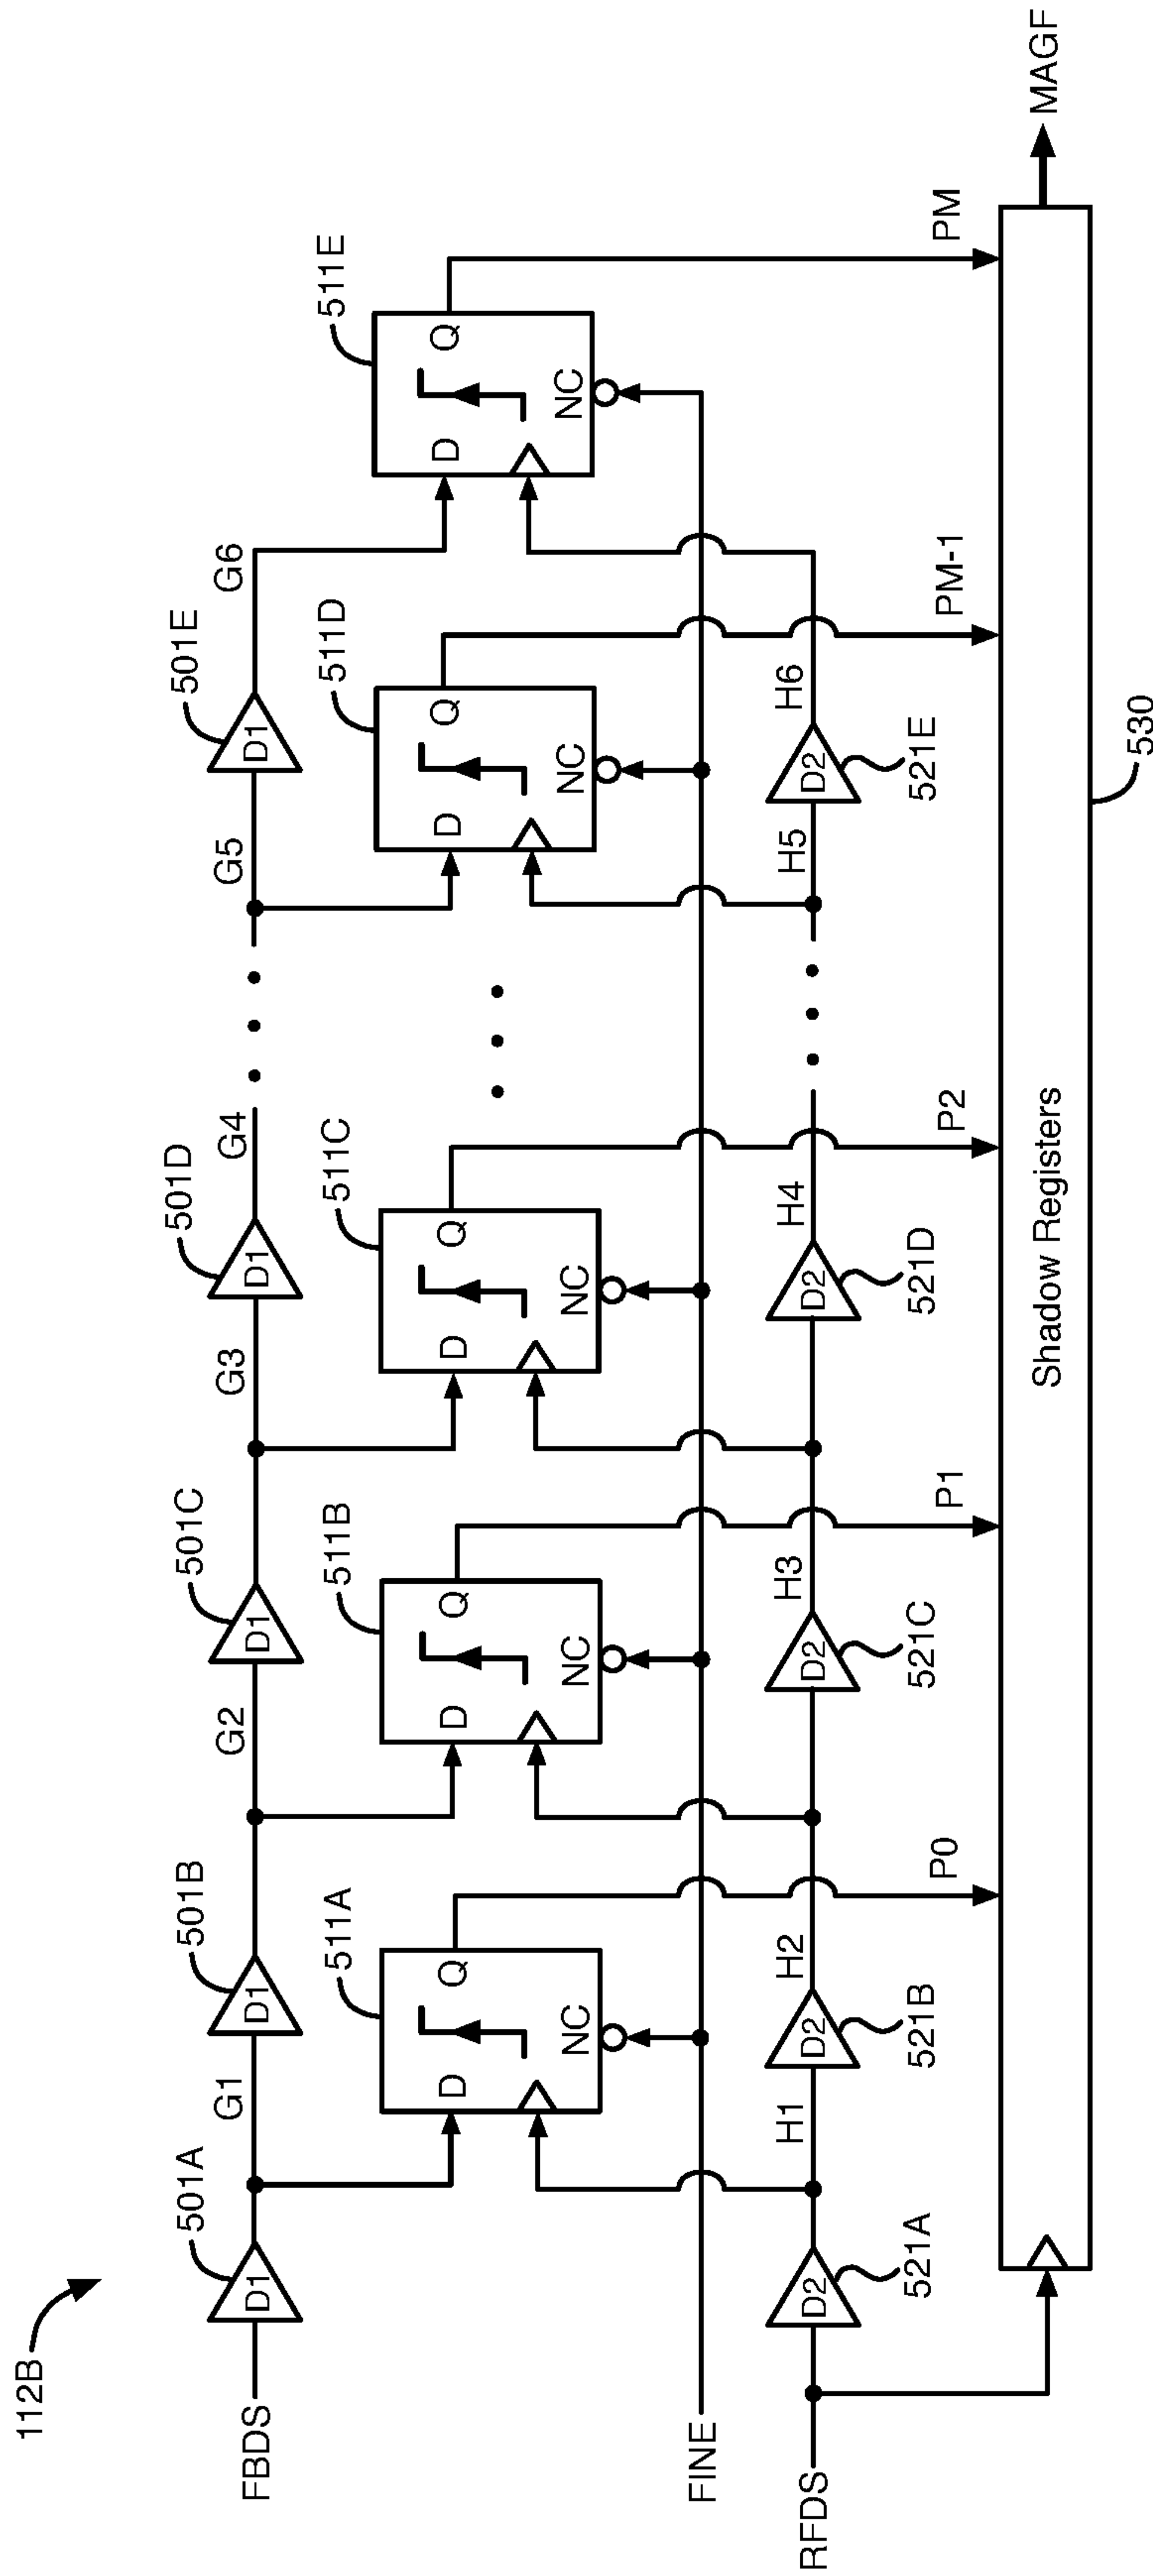 112B
501A
501B
501C
501D
501E
FBDS
D1
G1
D1
G2
D1
G3
D1
G4
G5
D1
G6
511A
511B
511C
511D
511E
D
Q
NC
D
Q
NC
D
Q
NC
D
Q
NC
D
Q
NC
FINE
RFDS
D2
H1
D2
H2
D2
H3
D2
H4
H5
D2
H6
521A
521B
521C
521D
521E
P0
P1
P2
PM-1
PM
Shadow Registers
MAGF
530